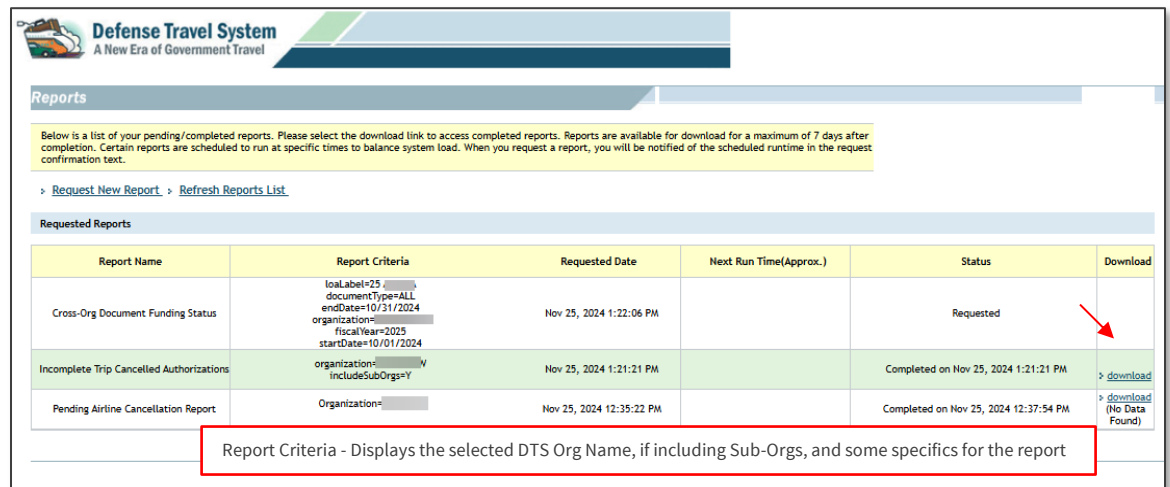 Defense Travel System
A New Era of Government Travel
Reports
Below is a list of your pending/completed reports. Please select the download link to access completed reports. Reports are available for download for a maximum of 7 days after
completion. Certain reports are scheduled to run at specific times to balance system load. When you request a report, you will be notified of the scheduled runtime in the request
confirmation text.
Request New Report
Refresh Reports List
Requested Reports
Report Name Report Criteria Requested Date Next Run Time(Approx.) Status Download
loaLabel=25
documentType=ALL
endDate=10/31/2024
organization=
fiscalYear=2025
startDate=10/01/2024
Cross-Org Document Funding Status Nov 25, 2024 1:22:06 PM Requested
Incomplete Trip Cancelled Authorizations
organization=
includeSubOrgs=Y
Nov 25, 2024 1:21:21 PM Completed on Nov 25, 2024 1:21:21 PM download
Pending Airline Cancellation Report Organization= Nov 25, 2024 12:35:22 PM Completed on Nov 25, 2024 12:37:54 PM
download
(No Data
Found)
Report Criteria - Displays the selected DTS Org Name, if including Sub-Orgs, and some specifics for the report